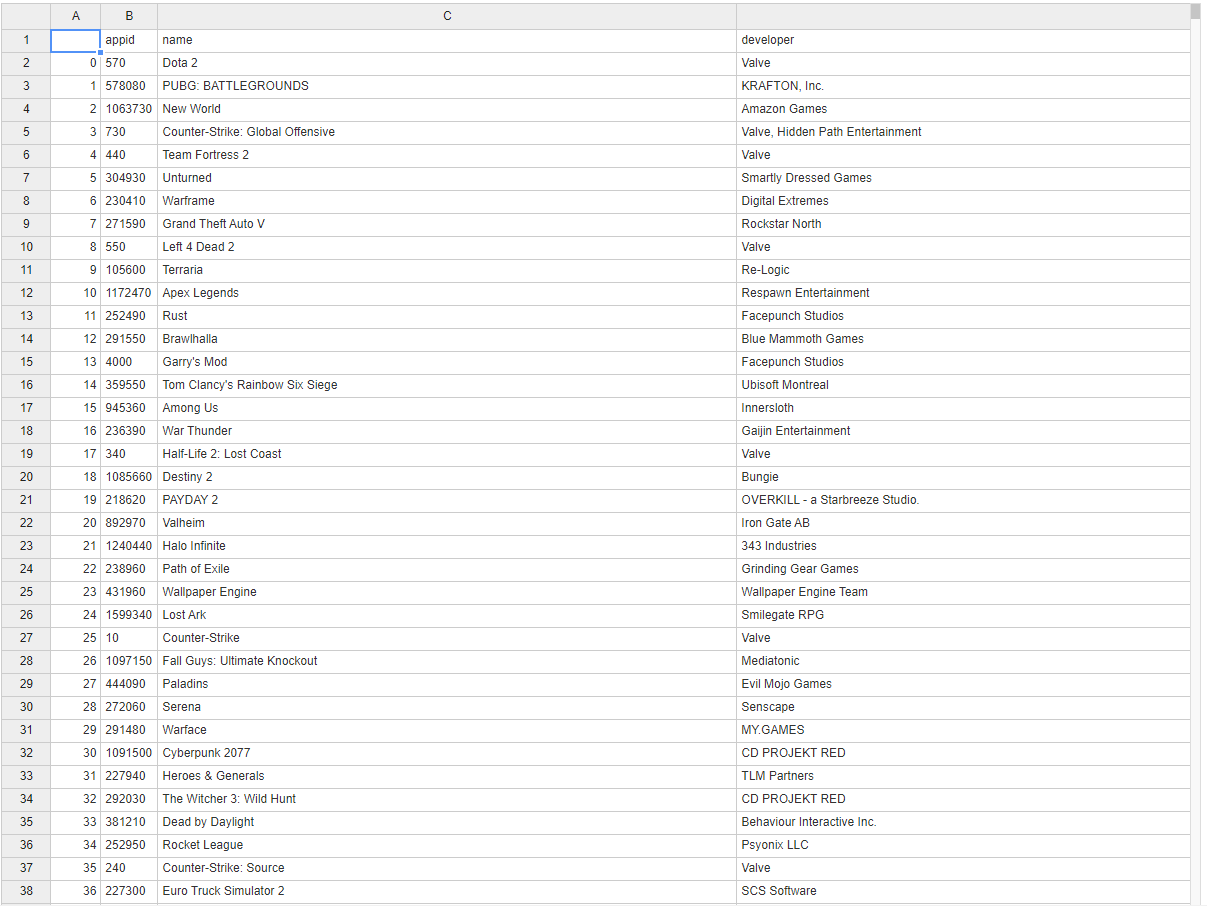 A B C
1 appid name developer
2 0 570 Dota 2 Valve
3 1 578080 PUBG: BATTLEGROUNDS KRAFTON, Inc.
4 2 1063730 New World Amazon Games
5 3 730 Counter-Strike: Global Offensive Valve, Hidden Path Entertainment
6 4 440 Team Fortress 2 Valve
7 5 304930 Unturned Smartly Dressed Games
8 6 230410 Warframe Digital Extremes
9 7 271590 Grand Theft Auto V Rockstar North
10 8 550 Left 4 Dead 2 Valve
11 9 105600 Terraria Re-Logic
12 10 1172470 Apex Legends Respawn Entertainment
13 11 252490 Rust Facepunch Studios
14 12 291550 Brawlhalla Blue Mammoth Games
15 13 4000 Garry's Mod Facepunch Studios
16 14 359550 Tom Clancy's Rainbow Six Siege Ubisoft Montreal
17 15 945360 Among Us Innersloth
18 16 236390 War Thunder Gaijin Entertainment
19 17 340 Half-Life 2: Lost Coast Valve
20 18 1085660 Destiny 2 Bungie
21 19 218620 PAYDAY 2 OVERKILL - a Starbreeze Studio.
22 20 892970 Valheim Iron Gate AB
23 21 1240440 Halo Infinite 343 Industries
24 22 238960 Path of Exile Grinding Gear Games
25 23 431960 Wallpaper Engine Wallpaper Engine Team
26 24 1599340 Lost Ark Smilegate RPG
27 25 10 Counter-Strike Valve
28 26 1097150 Fall Guys: Ultimate Knockout Mediatonic
29 27 444090 Paladins Evil Mojo Games
30 28 272060 Serena Senscape
31 29 291480 Warface MY.GAMES
32 30 1091500 Cyberpunk 2077 CD PROJEKT RED
33 31 227940 Heroes & Generals TLM Partners
34 32 292030 The Witcher 3: Wild Hunt CD PROJEKT RED
35 33 381210 Dead by Daylight Behaviour Interactive Inc.
36 34 252950 Rocket League Psyonix LLC
37 35 240 Counter-Strike: Source Valve
38 36 227300 Euro Truck Simulator 2 SCS Software